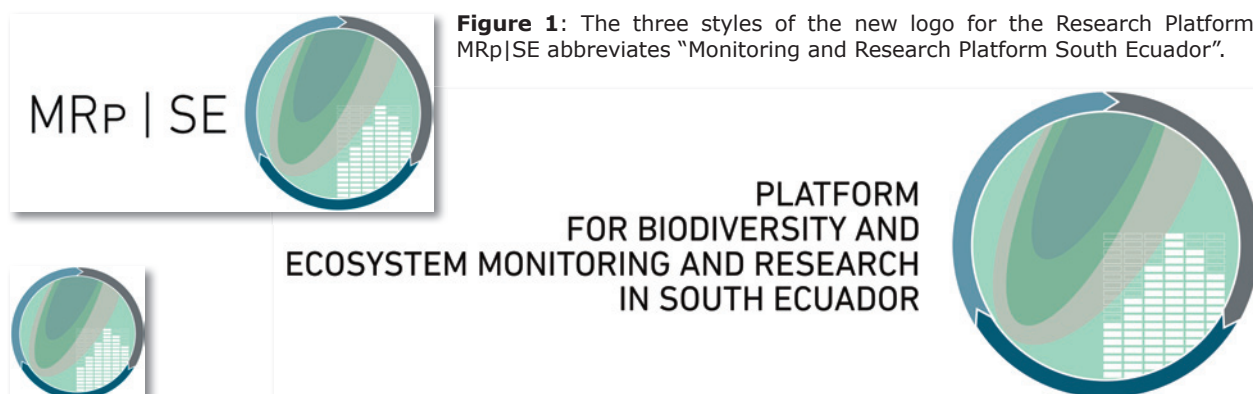 Figure 1: The three styles of the new logo for the Research Platform
MRp|SE abbreviates “Monitoring and Research Platform South Ecuador”.
MRP | SE
PLATFORM
FOR BIODIVERSITY AND
ECOSYSTEM MONITORING AND RESEARCH
IN SOUTH ECUADOR